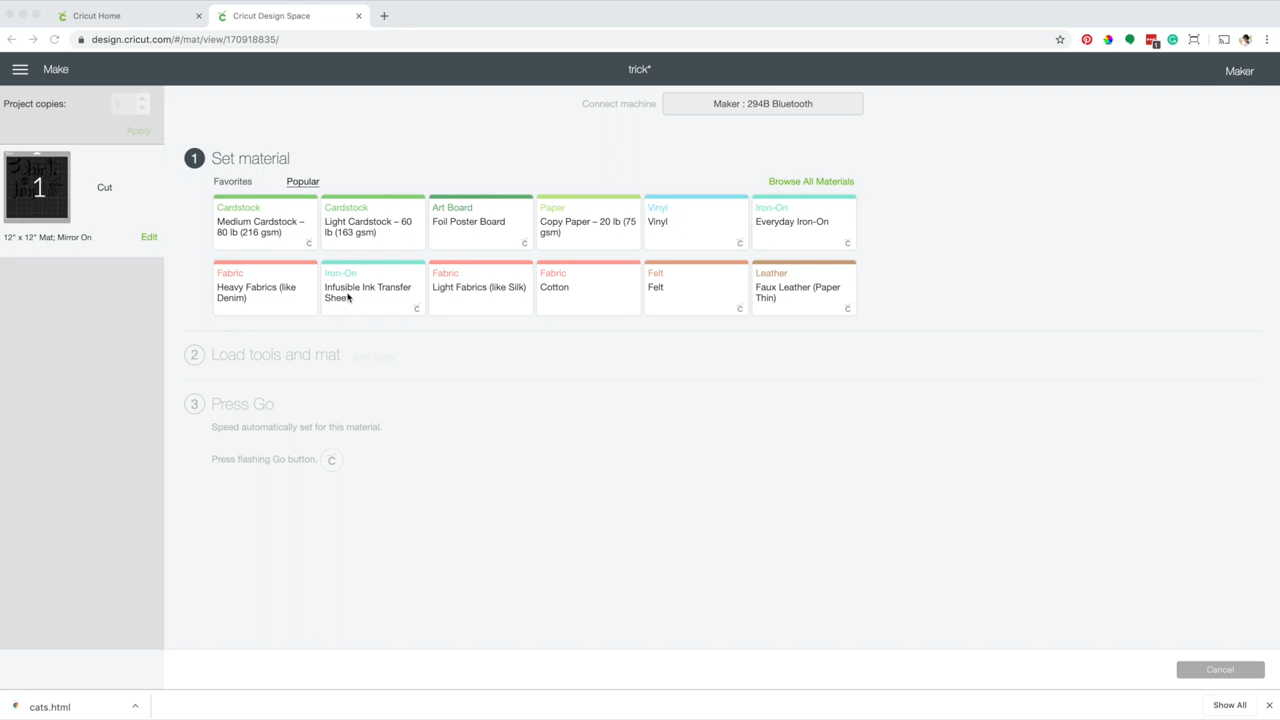 Cricut Home
Cricut Design Space
design.cricut.com/#/mat/view/170918835/
1
Make
trick*
Maker
Project copies:
1
Apply
Connect machine
Maker : 294B Bluetooth
1
Cut
12" x 12" Mat; Mirror On
Edit
1 Set material
Favorites
Popular
Browse All Materials
Cardstock
Medium Cardstock –
80 lb (216 gsm)
Cardstock
Light Cardstock – 60
lb (163 gsm)
Art Board
Foil Poster Board
Paper
Copy Paper – 20 lb (75
gsm)
Vinyl
Vinyl
Iron-On
Everyday Iron-On
Fabric
Heavy Fabrics (like
Denim)
Iron-On
Infusible Ink Transfer
Sheet
Fabric
Light Fabrics (like Silk)
Fabric
Cotton
Felt
Felt
Leather
Faux Leather (Paper
Thin)
2 Load tools and mat
3 Press Go
Speed automatically set for this material.
Press flashing Go button.
Cancel
cats.html
Show All